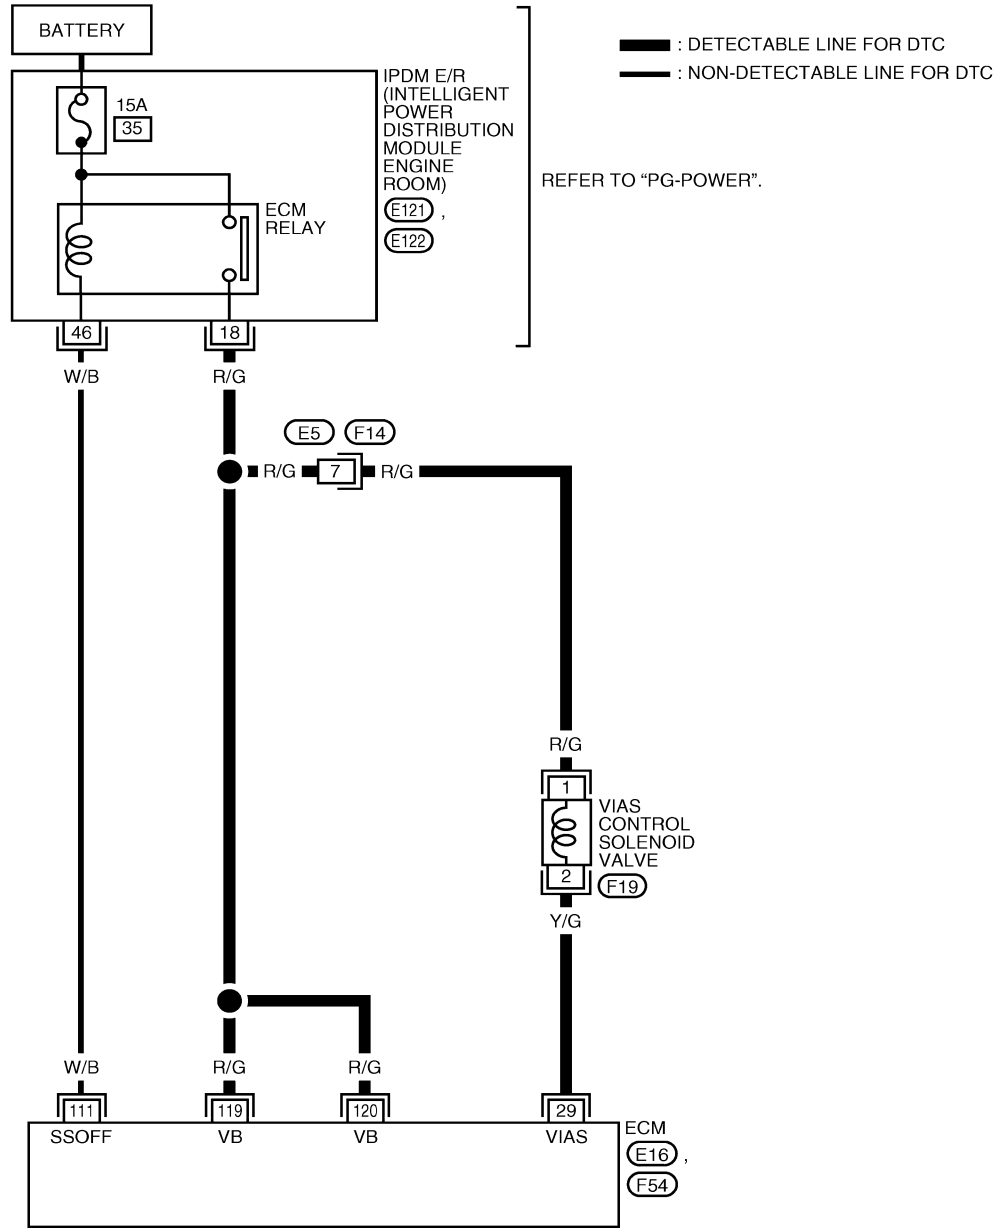 BATTERY
: DETECTABLE LINE FOR DTC
: NON-DETECTABLE LINE FOR DTC
15A
35
IPDM E/R
(INTELLIGENT
POWER
DISTRIBUTION
MODULE
ENGINE
ROOM)
E121 ,
E122
REFER TO “PG-POWER”.
ECM
RELAY
46
18
W/B
R/G
E5
F14
R/G
7
R/G
R/G
1
VIAS
CONTROL
SOLENOID
VALVE
2
F19
Y/G
W/B
R/G
R/G
111
119
120
29
SSOFF
VB
VB
VIAS
ECM
E16 ,
F54